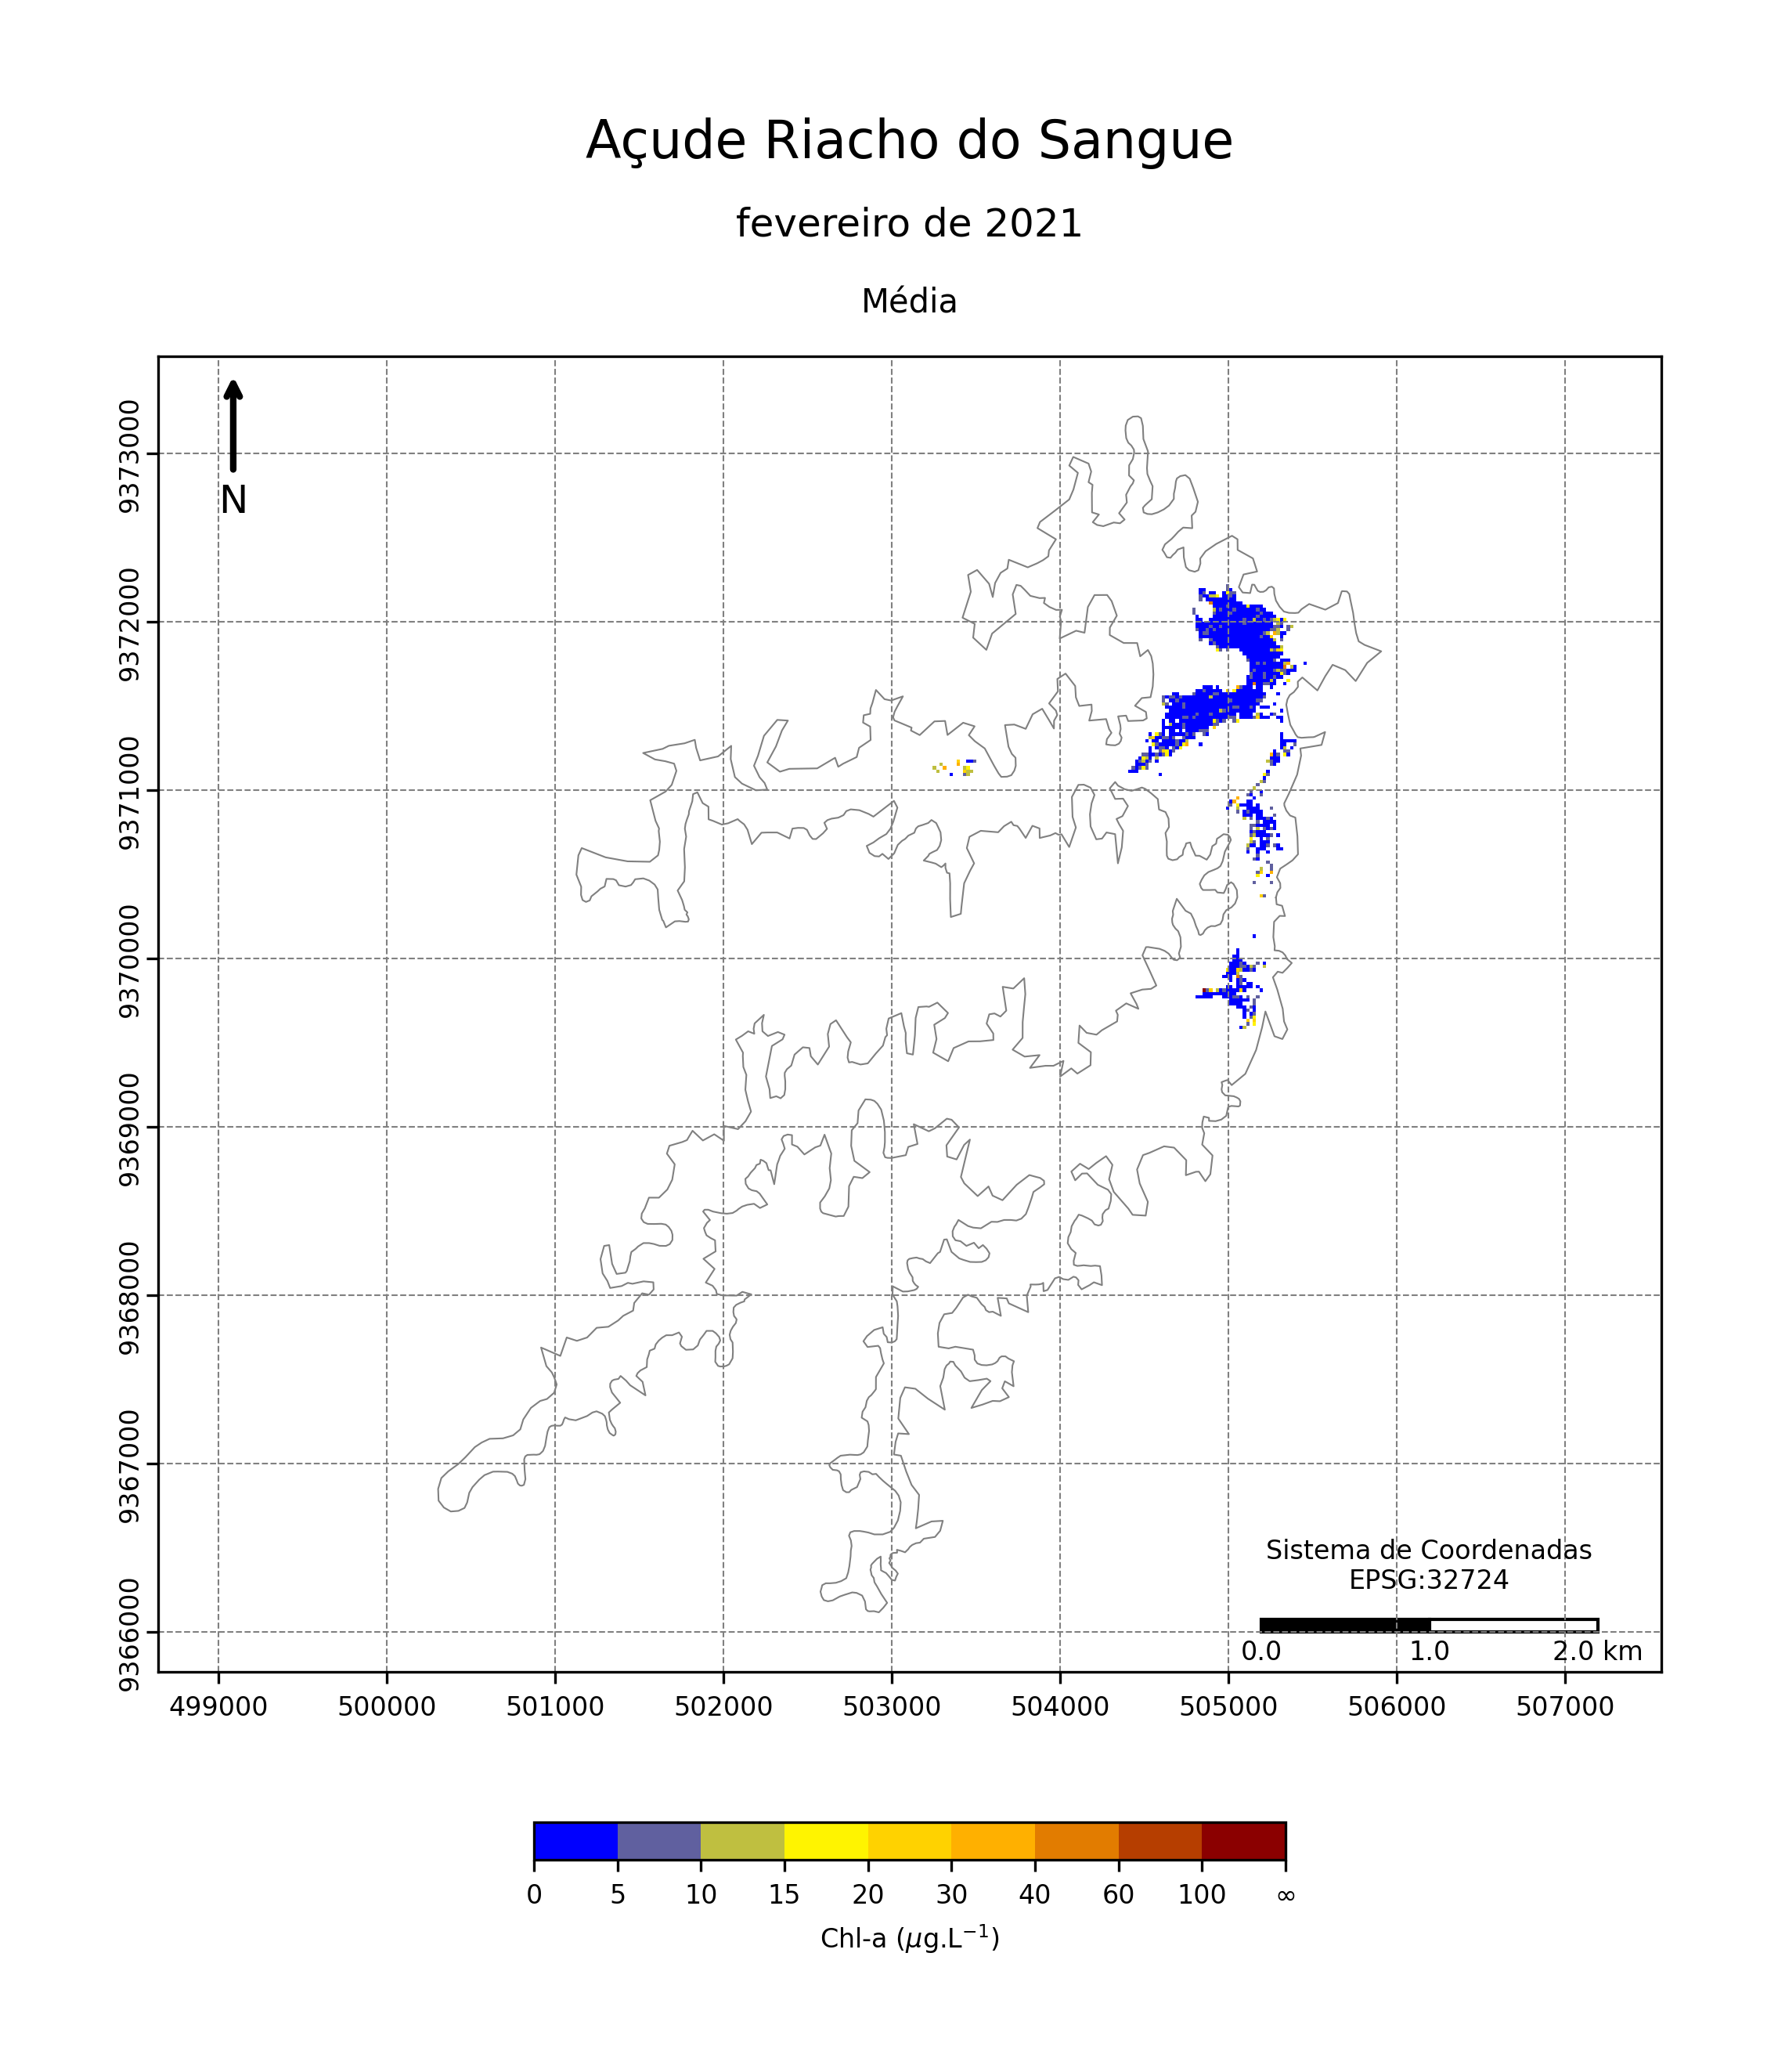 Açude Riacho do Sangue
fevereiro de 2021
Média
N
9373000
9372000
9371000
9370000
9369000
9368000
9367000
9366000
Sistema de Coordenadas
EPSG:32724
0.0 1.0 2.0 km
499000 500000 501000 502000 503000 504000 505000 506000 507000
0 5 10 15 20 30 40 60 100 ∞
Chl-a (μg.L⁻¹)